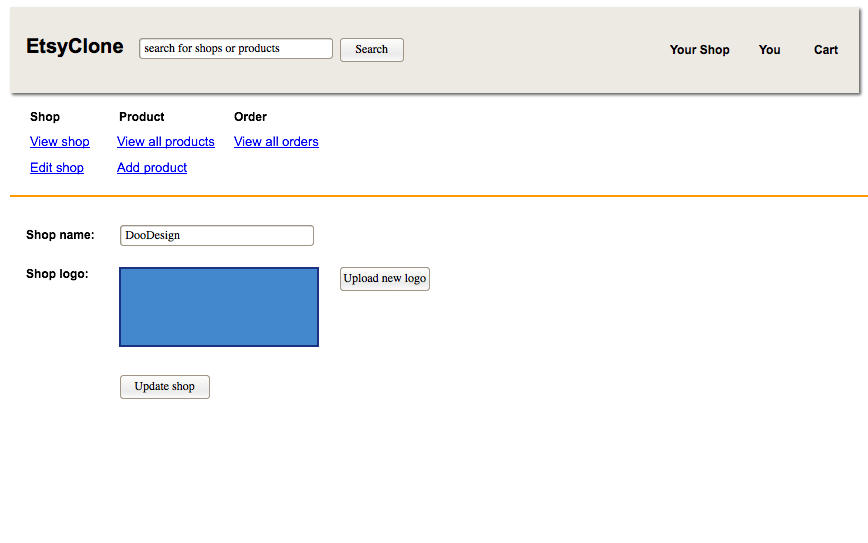 EtsyClone search for shops or products Search Your Shop You Cart
Shop Product Order
View shop View all products View all orders
Edit shop Add product
Shop name: DooDesign
Shop logo: Upload new logo
Update shop